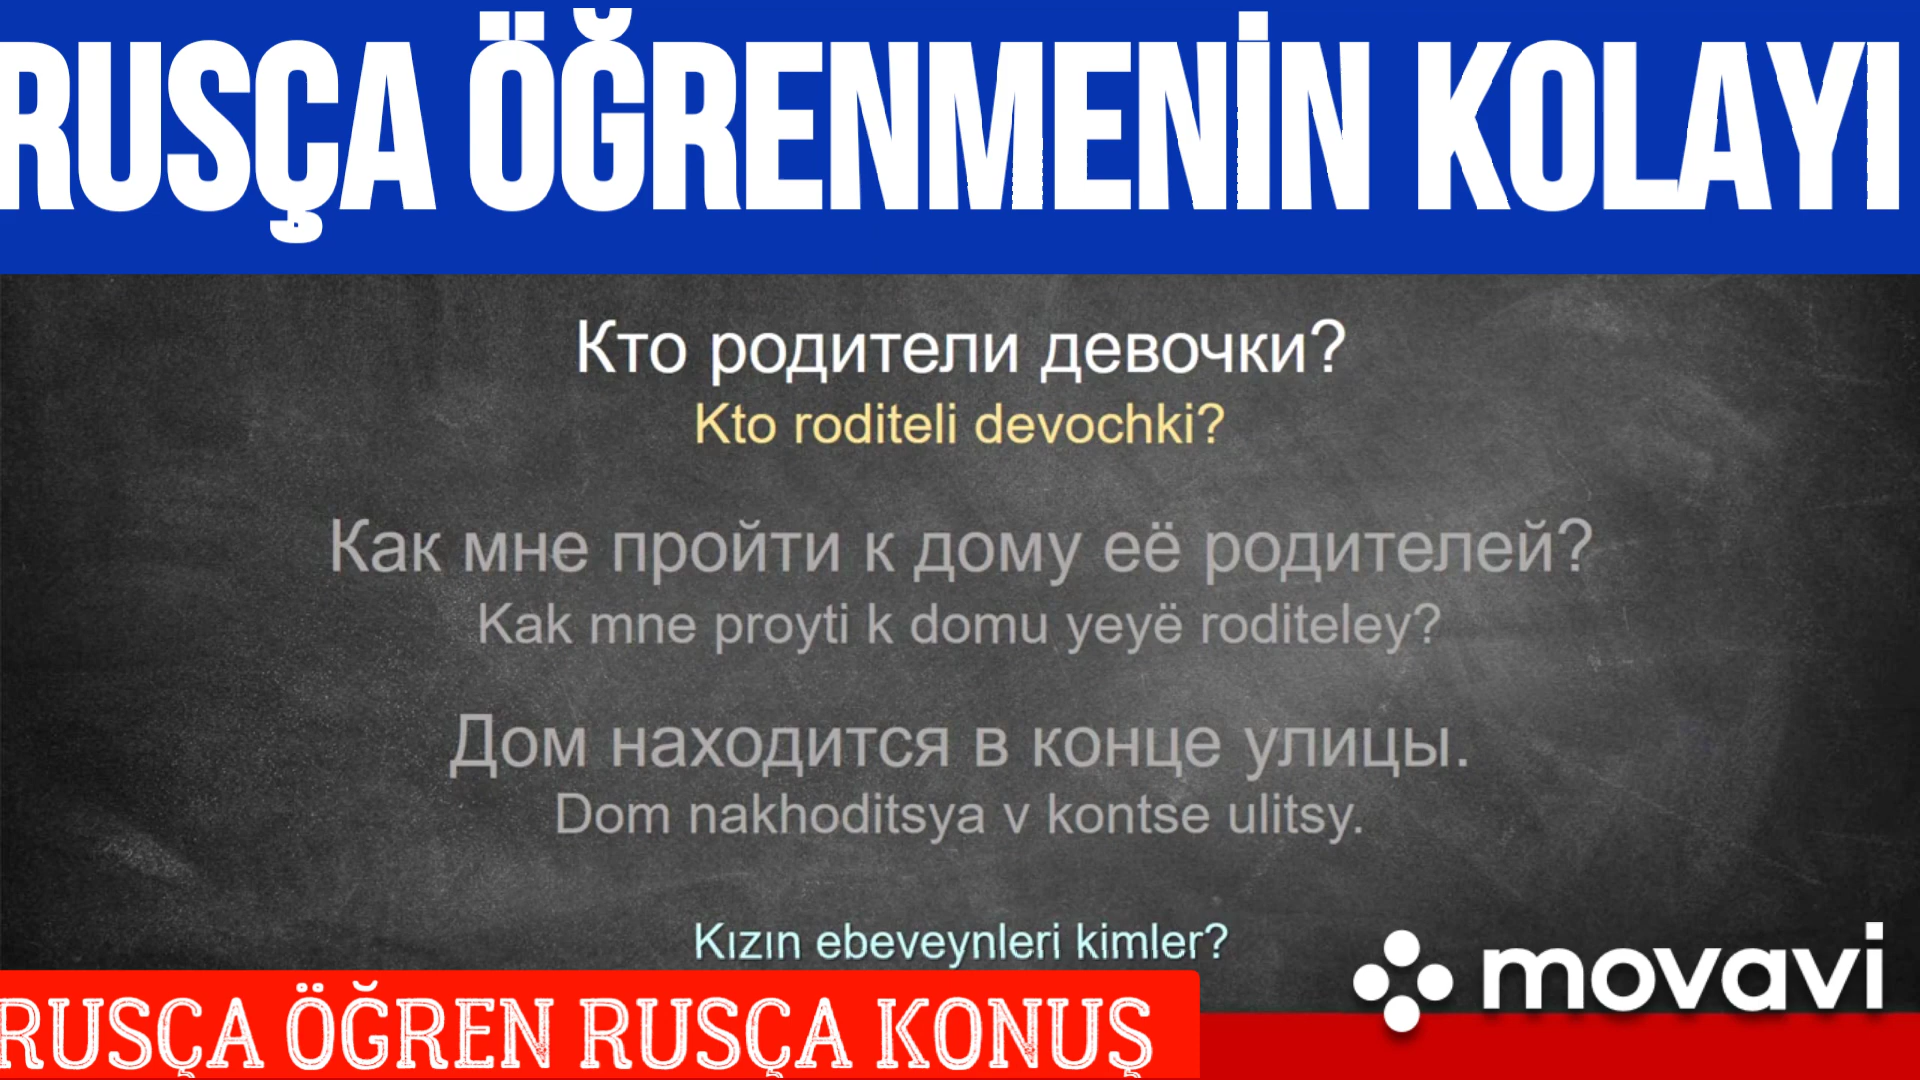 RUSÇA ÖĞRENMENİN KOLAYI
Кто родители девочки?
Kto roditeli devochki?
Как мне пройти к дому её родителей?
Kak mne proyti k domu yeyë roditeley?
Дом находится в конце улицы.
Dom nakhoditsya v kontse ulitsy.
Kızın ebeveynleri kimler?
movavi
RUSÇA ÖĞREN RUSÇA KONUŞ